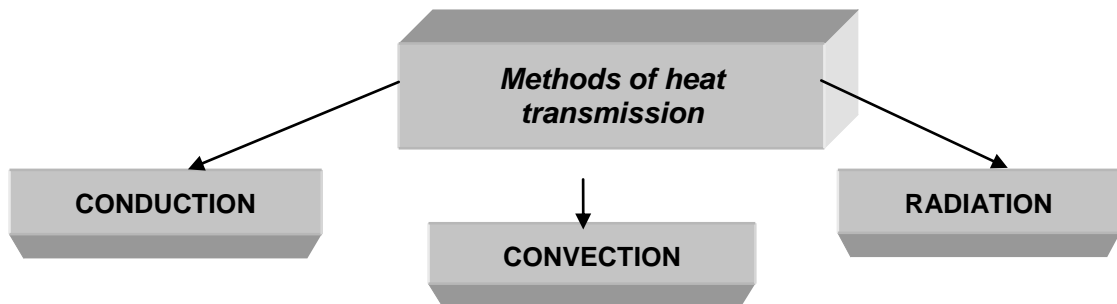 Methods of heat
transmission
CONDUCTION
CONVECTION
RADIATION